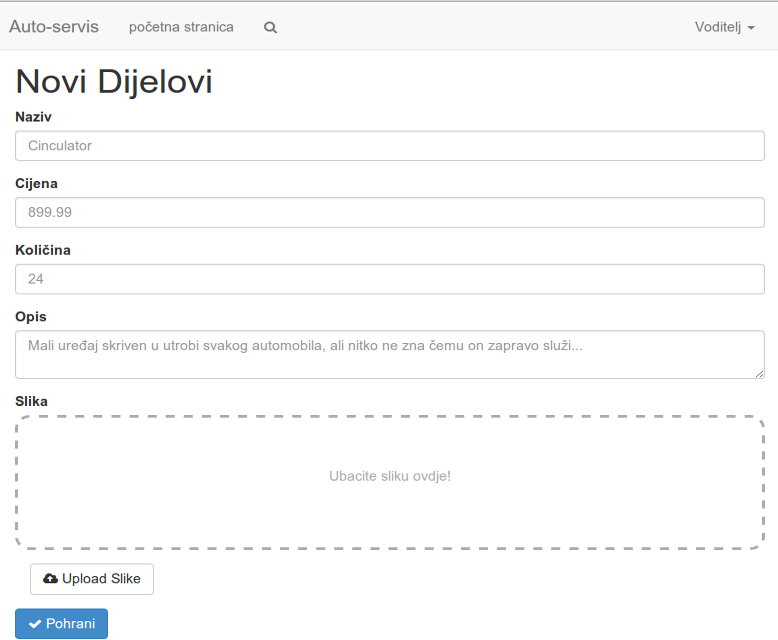 Auto-servis početna stranica Voditelj
Novi Dijelovi
Naziv
Cinculator
Cijena
899.99
Količina
24
Opis
Mali uređaj skriven u utrobi svakog automobila, ali nitko ne zna čemu on zapravo služi...
Slika
Ubacite sliku ovdje!
Upload Slike
Pohrani